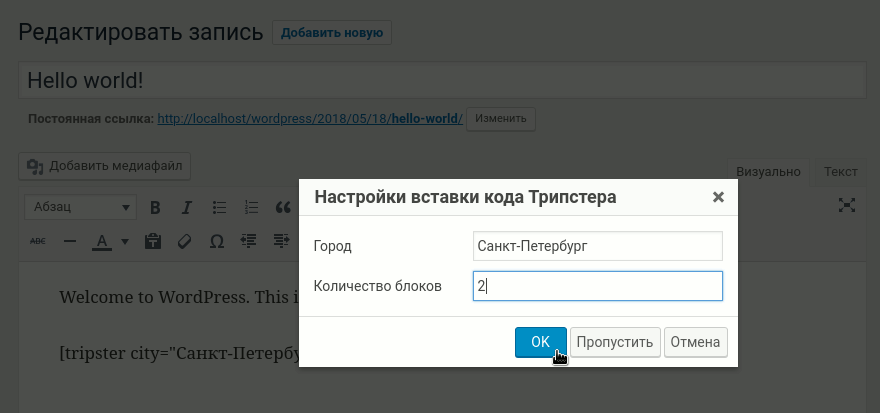 Редактировать запись Добавить новую
Hello world!
Постоянная ссылка: http://localhost/wordpress/2018/05/18/hello-world/ Изменить
Добавить медиафайл
Визуально Текст
Абзац B I “
ABC A Ω
Настройки вставки кода Трипстера ×
Город Санкт-Петербург
Количество блоков 2
OK Пропустить Отмена
Welcome to WordPress. This i
[tripster city="Санкт-Петербу